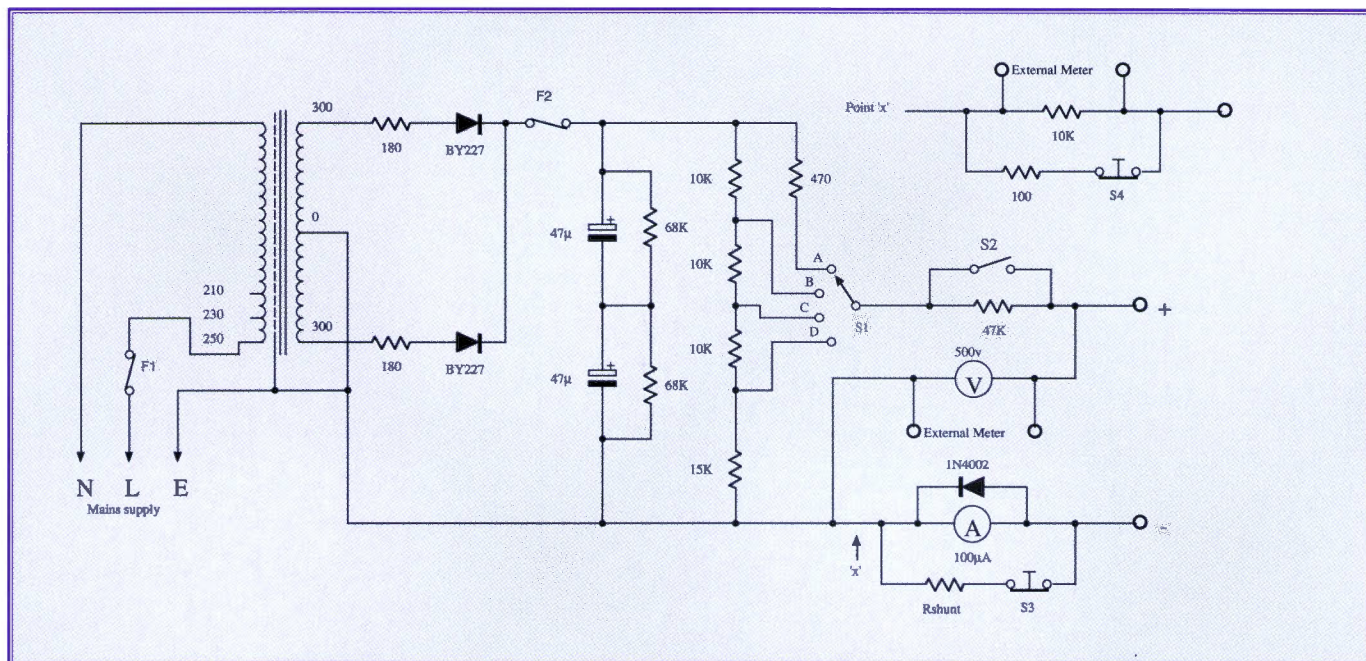 300
180
BY227
F2
0
300
180
BY227
210
230
250
F1
N L E
Mains supply
+
47µ
68K
+
47µ
68K
10K
10K
10K
15K
470
A
B
C
D
S1
Point 'x'
External Meter
10K
100
S4
S2
47K
+
500v
V
External Meter
1N4002
A
100µA
-
'x'
Rshunt
S3